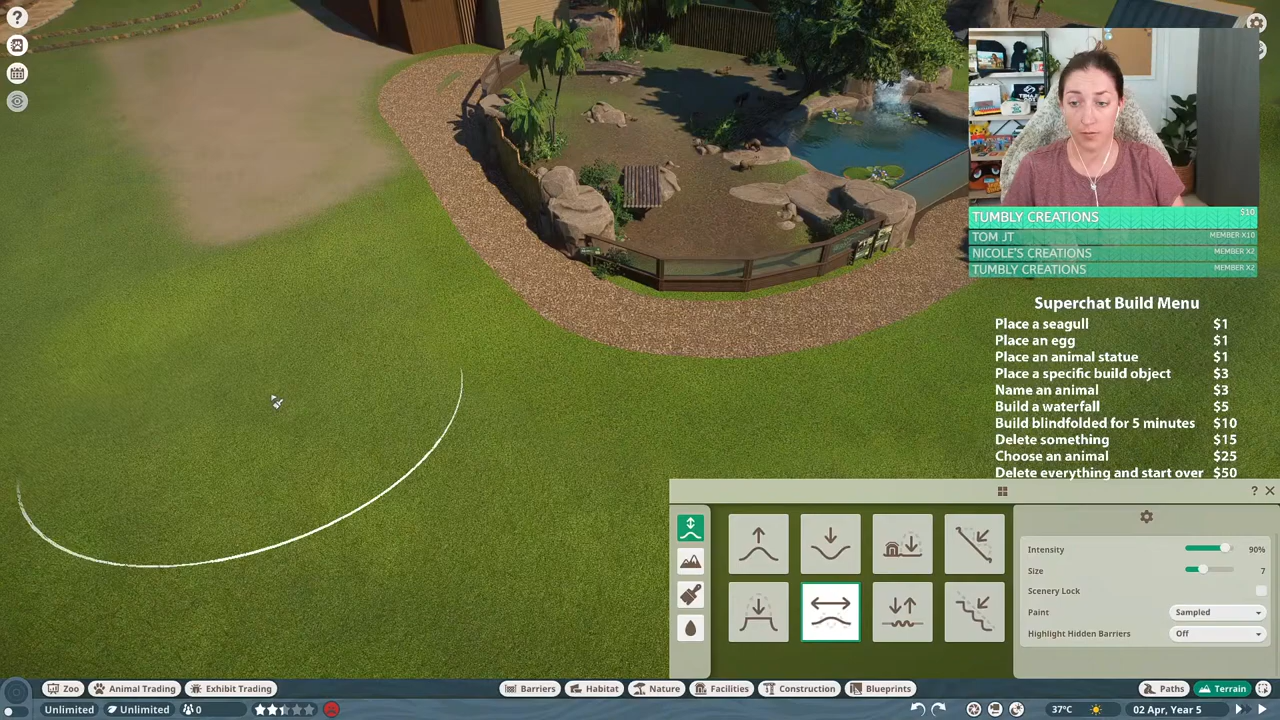 TUMBLY CREATIONS $10
TOM JT MEMBER X10
NICOLE'S CREATIONS MEMBER X2
TUMBLY CREATIONS MEMBER X2
Superchat Build Menu
Place a seagull $1
Place an egg $1
Place an animal statue $1
Place a specific build object $3
Name an animal $3
Build a waterfall $5
Build blindfolded for 5 minutes $10
Delete something $15
Choose an animal $25
Delete everything and start over $50
Intensity 90%
Size 7
Scenery Lock
Paint Sampled
Highlight Hidden Barriers Off
Zoo Animal Trading Exhibit Trading Barriers Habitat Nature Facilities Construction Blueprints Paths Terrain
Unlimited Unlimited 0 37°C 02 Apr, Year 5